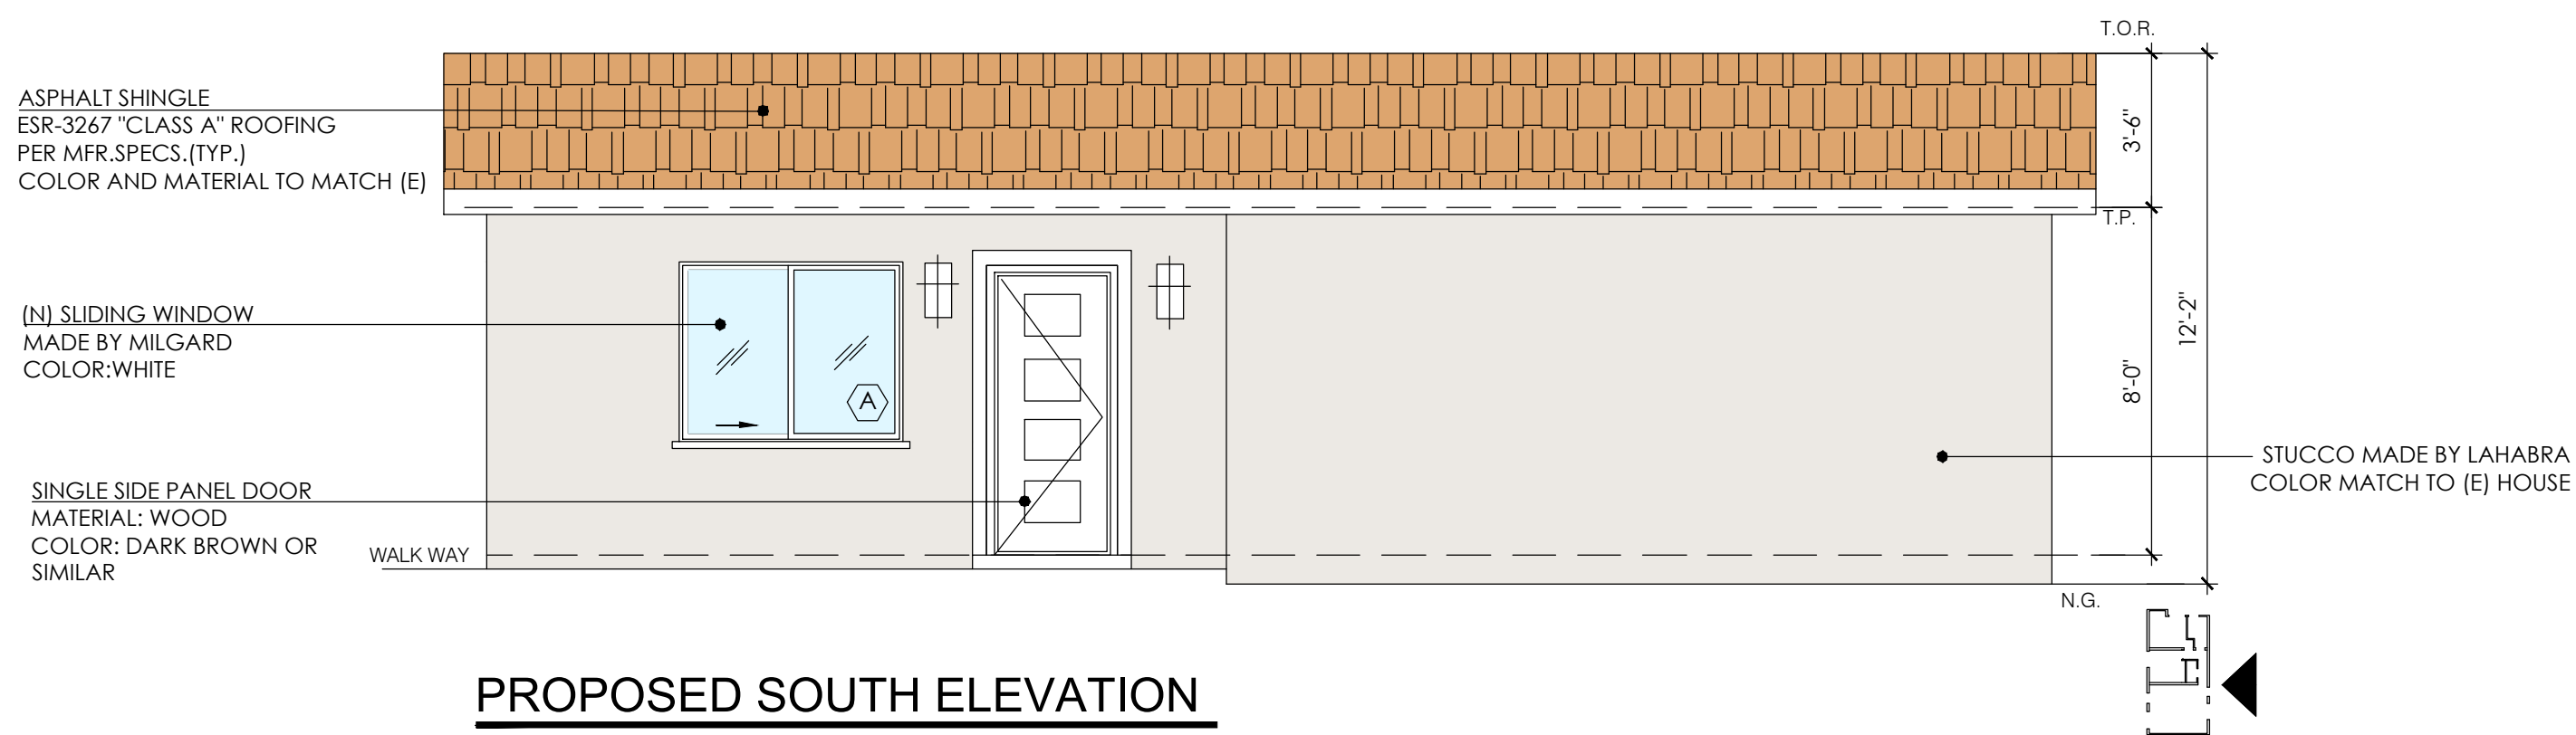 T.O.R.
ASPHALT SHINGLE
ESR-3267 "CLASS A" ROOFING
PER MFR.SPECS.(TYP.)
COLOR AND MATERIAL TO MATCH (E)
3'-6"
T.P.
(N) SLIDING WINDOW
MADE BY MILGARD
COLOR:WHITE
A
12'-2"
8'-0"
STUCCO MADE BY LAHABRA
COLOR MATCH TO (E) HOUSE
SINGLE SIDE PANEL DOOR
MATERIAL: WOOD
COLOR: DARK BROWN OR
SIMILAR
WALK WAY
N.G.
PROPOSED SOUTH ELEVATION